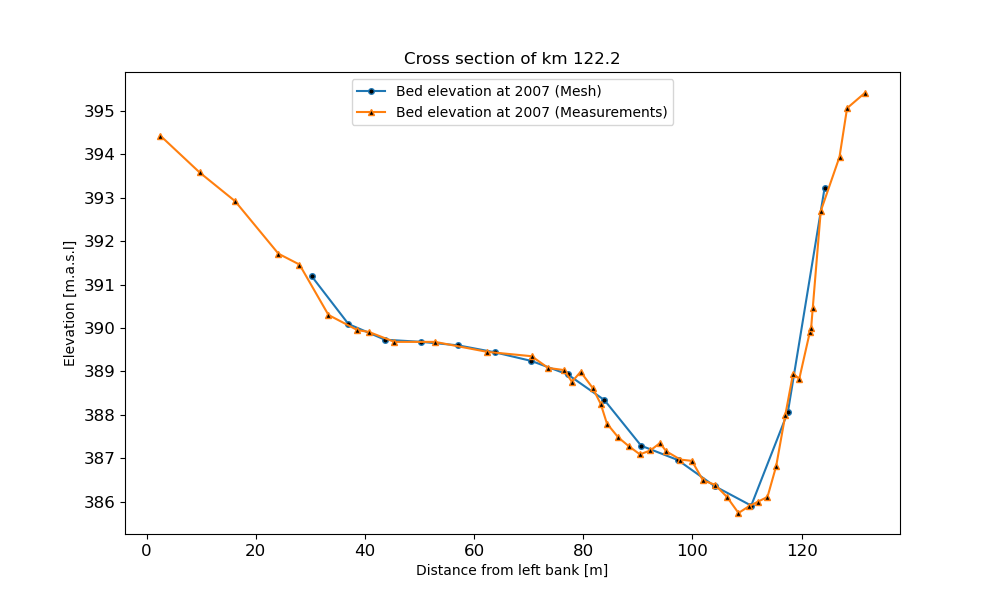 Cross section of km 122.2
Bed elevation at 2007 (Mesh)
Bed elevation at 2007 (Measurements)
395
394
393
392
391
390
389
388
387
386
Elevation [m.a.s.l]
0 20 40 60 80 100 120
Distance from left bank [m]